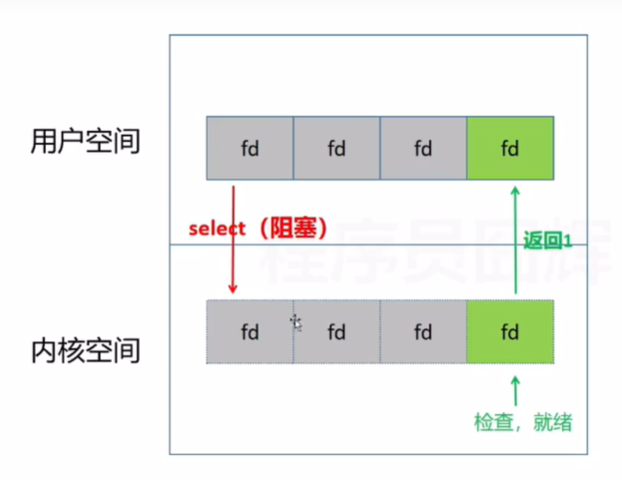 用户空间
fd fd fd fd
select（阻塞）
返回1
程序员囧辉
内核空间
fd fd fd fd
检查，就绪